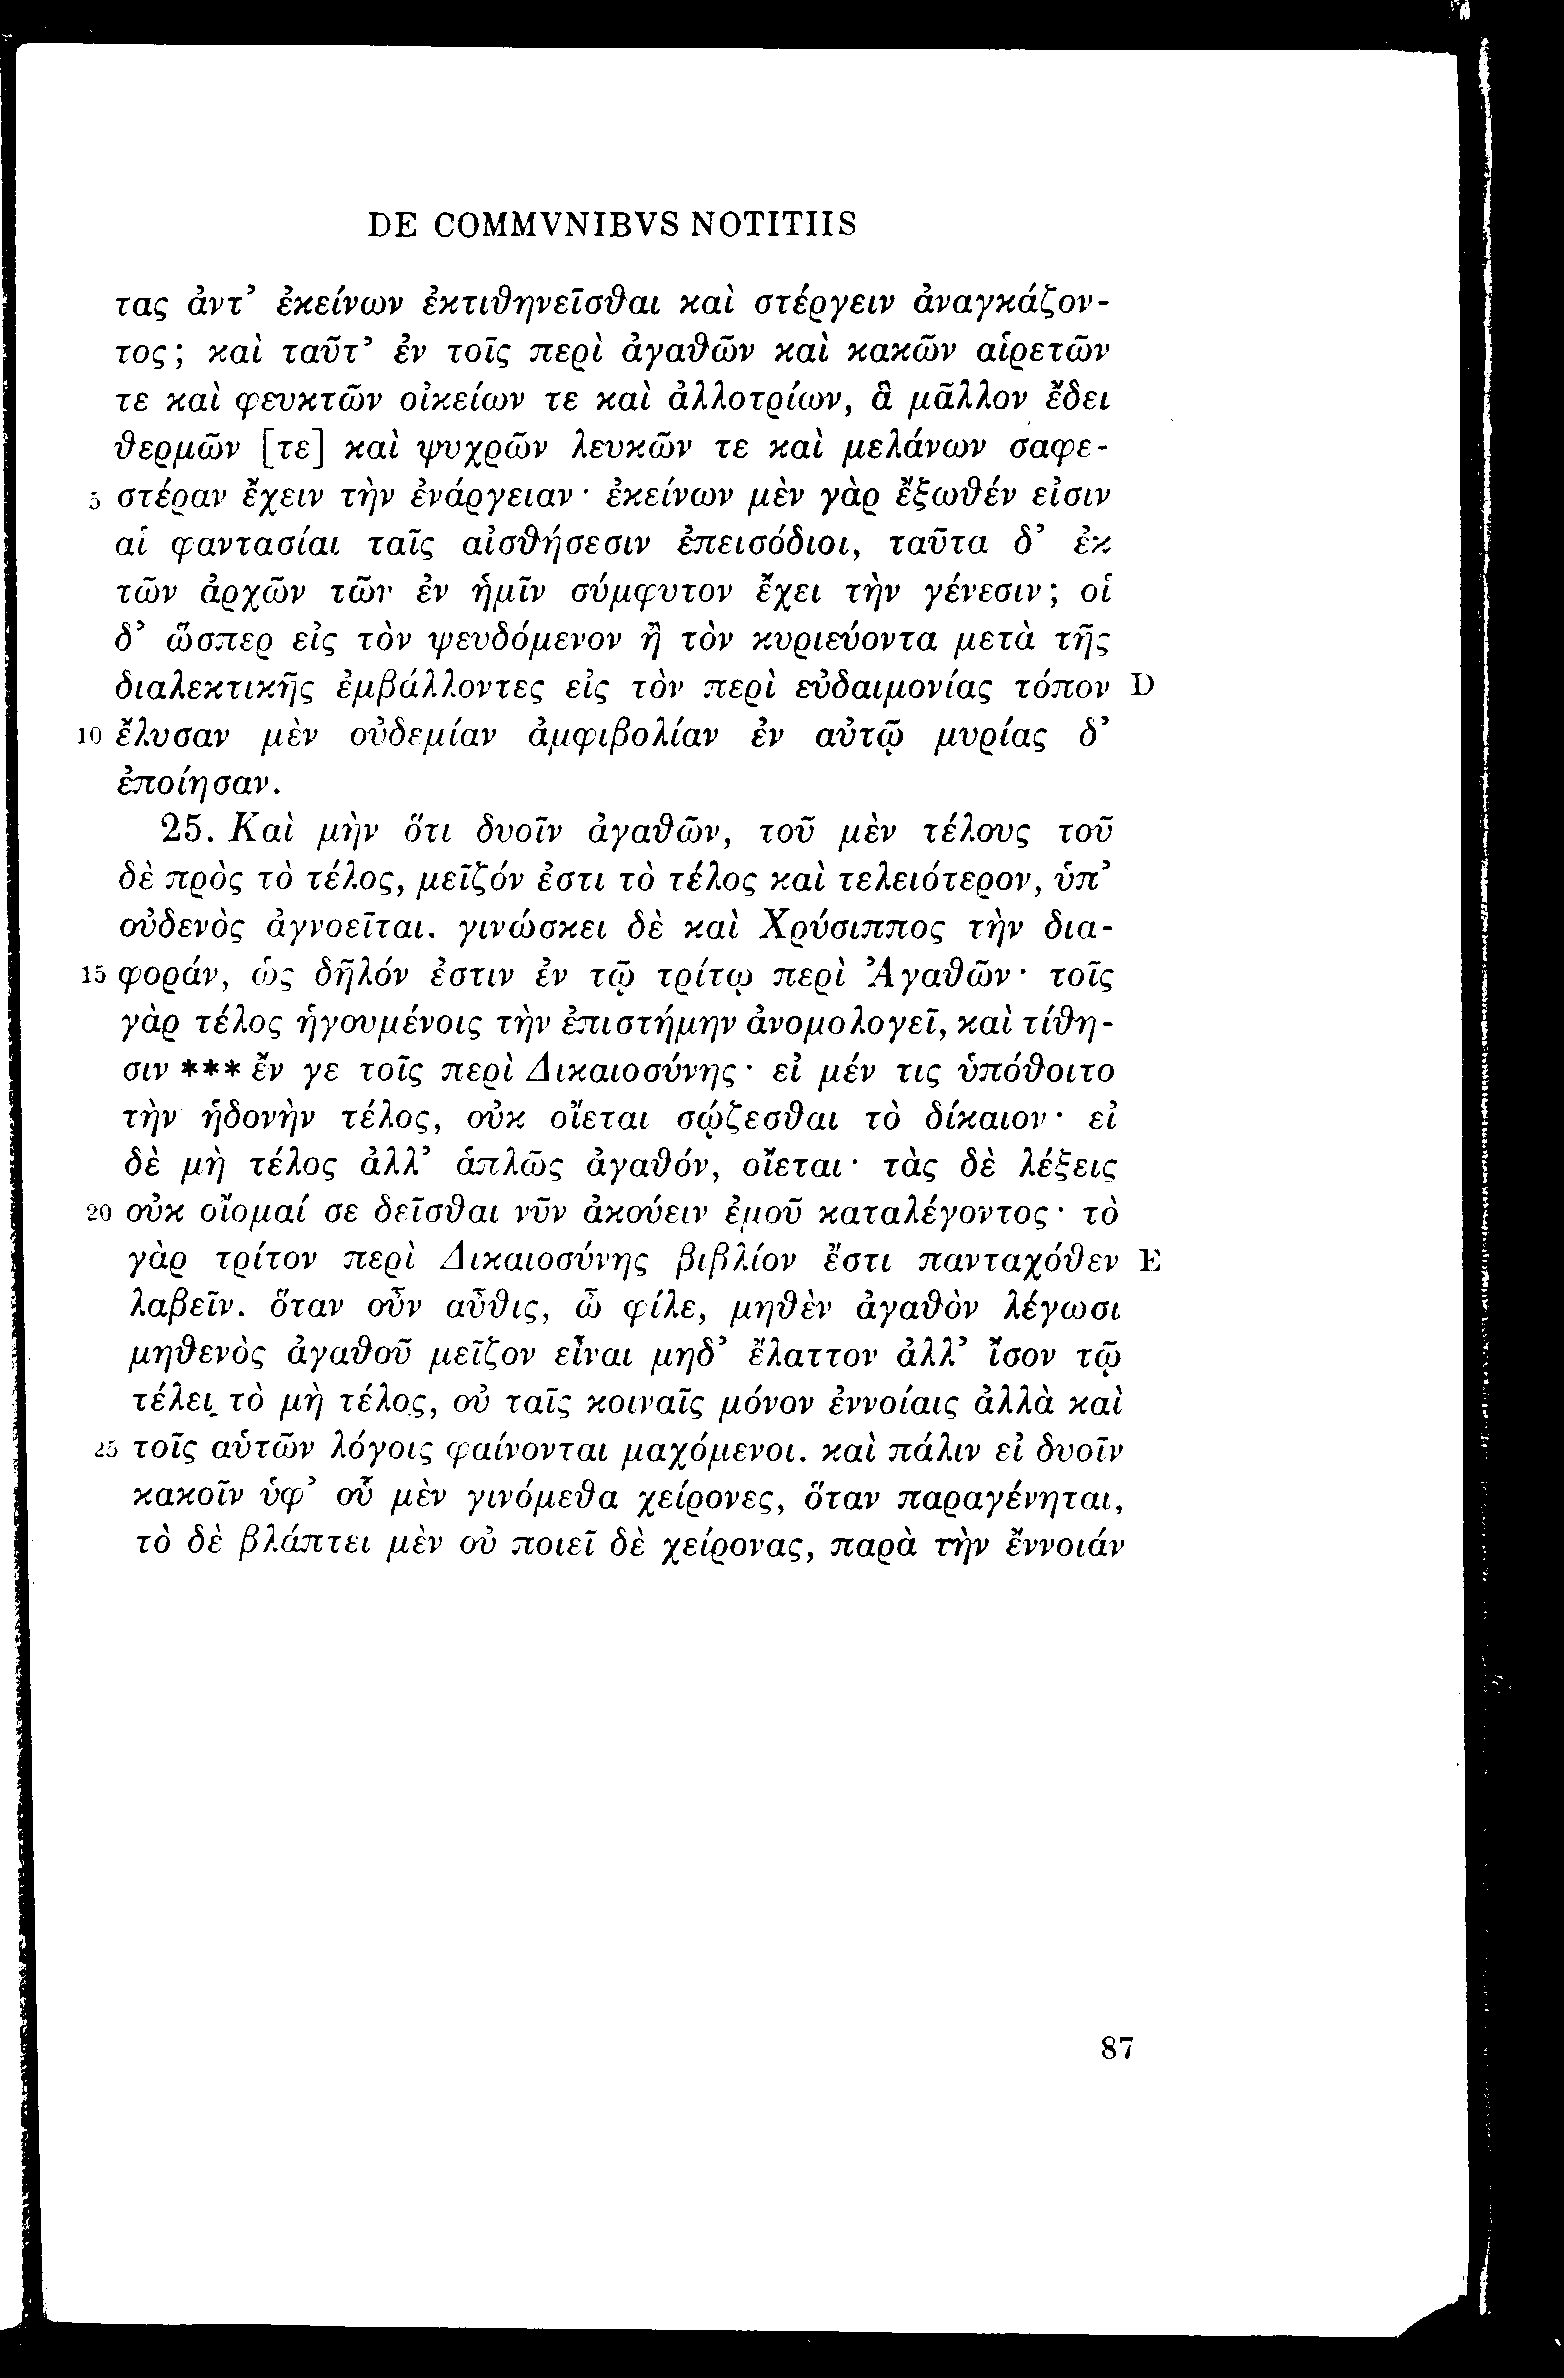 DE COMMVNIBVS NOTITIIS
τας ἀντ’ ἐκείνων ἐκτιθηνεῖσθαι καὶ στέργειν ἀναγκάζον-
τος; καὶ ταῦτ’ ἐν τοῖς περὶ ἀγαθῶν καὶ κακῶν αἱρετῶν
τε καὶ φευκτῶν οἰκείων τε καὶ ἀλλοτρίων, ἃ μᾶλλον ἔδει
θερμῶν [τε] καὶ ψυχρῶν λευκῶν τε καὶ μελάνων σαφε-
5 στέραν ἔχειν τὴν ἐνάργειαν· ἐκείνων μὲν γὰρ ἔξωθέν εἰσιν
αἱ φαντασίαι ταῖς αἰσθήσεσιν ἐπεισόδιοι, ταῦτα δ’ ἐκ
τῶν ἀρχῶν τῶν ἐν ἡμῖν σύμφυτον ἔχει τὴν γένεσιν; οἱ
δ’ ὥσπερ εἰς τὸν ψευδόμενον ἢ τὸν κυριεύοντα μετὰ τῆς
διαλεκτικῆς ἐμβάλλοντες εἰς τὸν περὶ εὐδαιμονίας τόπον D
10 ἔλυσαν μὲν οὐδεμίαν ἀμφιβολίαν ἐν αὐτῷ μυρίας δ’
ἐποίησαν.
25. Καὶ μὴν ὅτι δυοῖν ἀγαθῶν, τοῦ μὲν τέλους τοῦ
δὲ πρὸς τὸ τέλος, μεῖζόν ἐστι τὸ τέλος καὶ τελειότερον, ὑπ’
οὐδενὸς ἀγνοεῖται. γινώσκει δὲ καὶ Χρύσιππος τὴν δια-
15 φοράν, ὡς δῆλόν ἐστιν ἐν τῷ τρίτῳ περὶ Ἀγαθῶν· τοῖς
γὰρ τέλος ἡγουμένοις τὴν ἐπιστήμην ἀνομολογεῖ, καὶ τίθη-
σιν *** ἔν γε τοῖς περὶ Δικαιοσύνης· εἰ μέν τις ὑπόθοιτο
τὴν ἡδονὴν τέλος, οὐκ οἴεται σῴζεσθαι τὸ δίκαιον· εἰ
δὲ μὴ τέλος ἀλλ’ ἁπλῶς ἀγαθόν, οἴεται· τὰς δὲ λέξεις
20 οὐκ οἴομαί σε δεῖσθαι νῦν ἀκούειν ἐμοῦ καταλέγοντος· τὸ
γὰρ τρίτον περὶ Δικαιοσύνης βιβλίον ἔστι πανταχόθεν E
λαβεῖν. ὅταν οὖν αὖθις, ὦ φίλε, μηθὲν ἀγαθὸν λέγωσι
μηθενὸς ἀγαθοῦ μεῖζον εἶναι μηδ’ ἔλαττον ἀλλ’ ἴσον τῷ
τέλει τὸ μὴ τέλος, οὐ ταῖς κοιναῖς μόνον ἐννοίαις ἀλλὰ καὶ
25 τοῖς αὑτῶν λόγοις φαίνονται μαχόμενοι. καὶ πάλιν εἰ δυοῖν
κακοῖν ὑφ’ οὗ μὲν γινόμεθα χείρονες, ὅταν παραγένηται,
τὸ δὲ βλάπτει μὲν οὐ ποιεῖ δὲ χείρονας, παρὰ τὴν ἔννοιάν
87